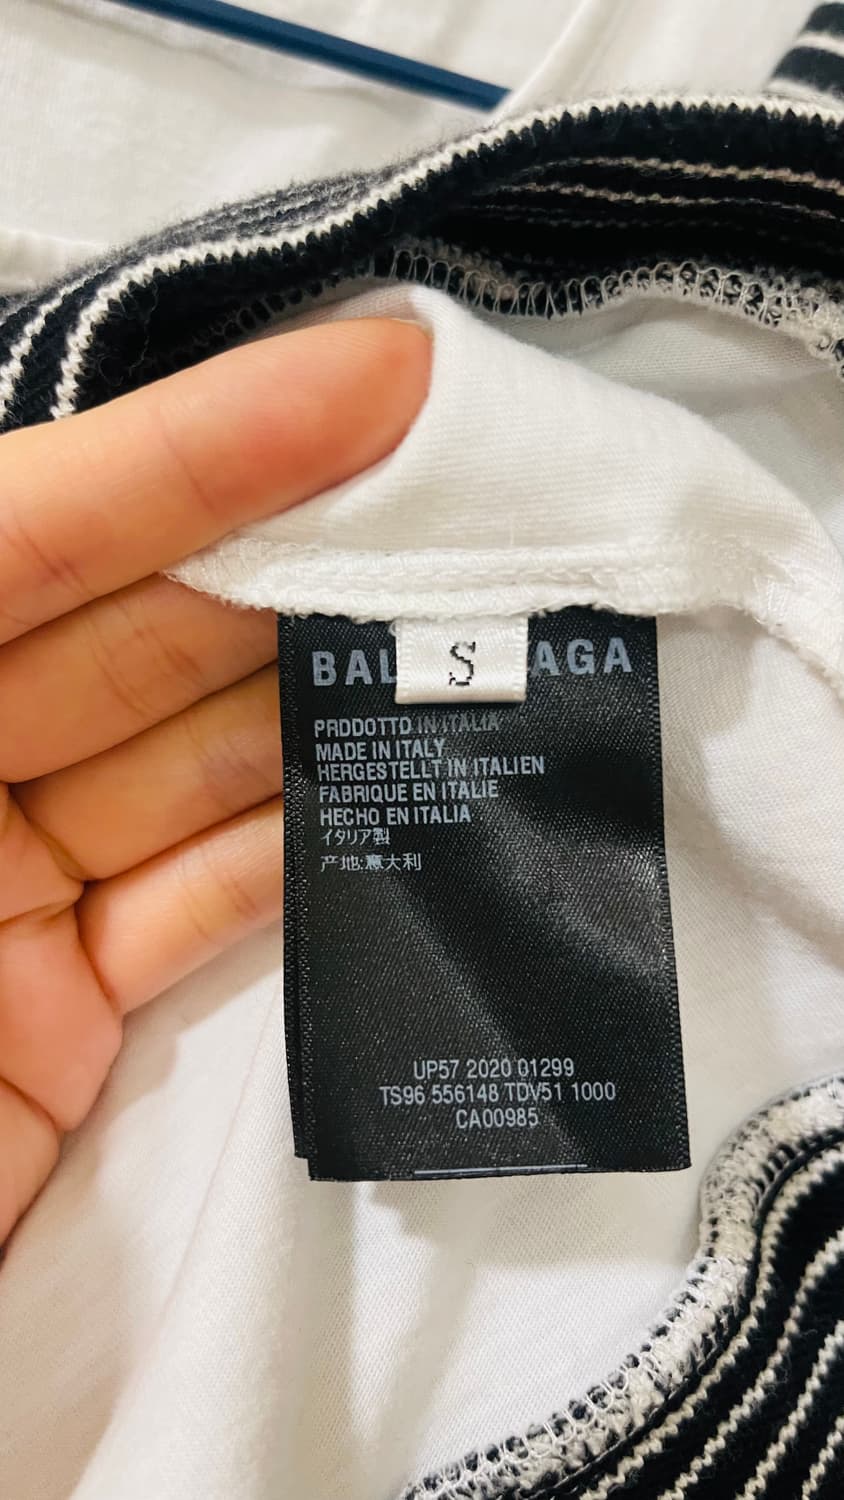 BAL AGA
S
PRODOTTO IN ITALIA
MADE IN ITALY
HERGESTELLT IN ITALIEN
FABRIQUE EN ITALIE
HECHO EN ITALIA
イタリア製
产地:意大利
UP57 2020 01299
TS96 556148 TDV51 1000
CA00985